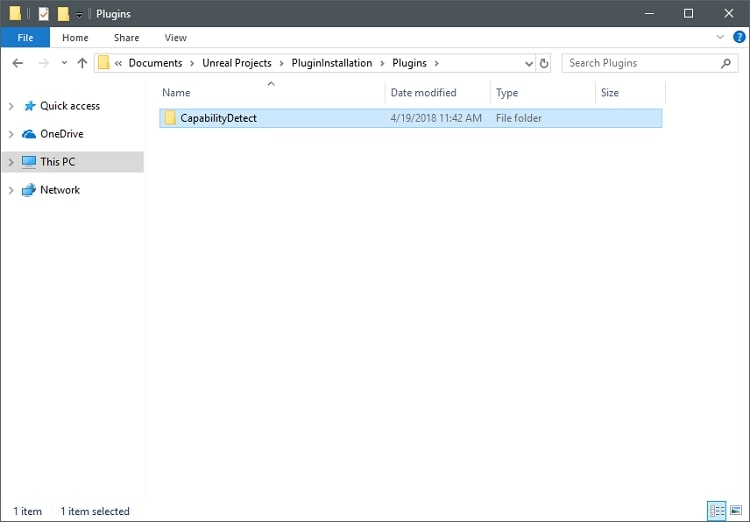 Plugins
File Home Share View
« Documents > Unreal Projects > PluginInstallation > Plugins > Search Plugins
Name Date modified Type Size
Quick access
OneDrive
This PC
Network
CapabilityDetect 4/19/2018 11:42 AM File folder
1 item 1 item selected